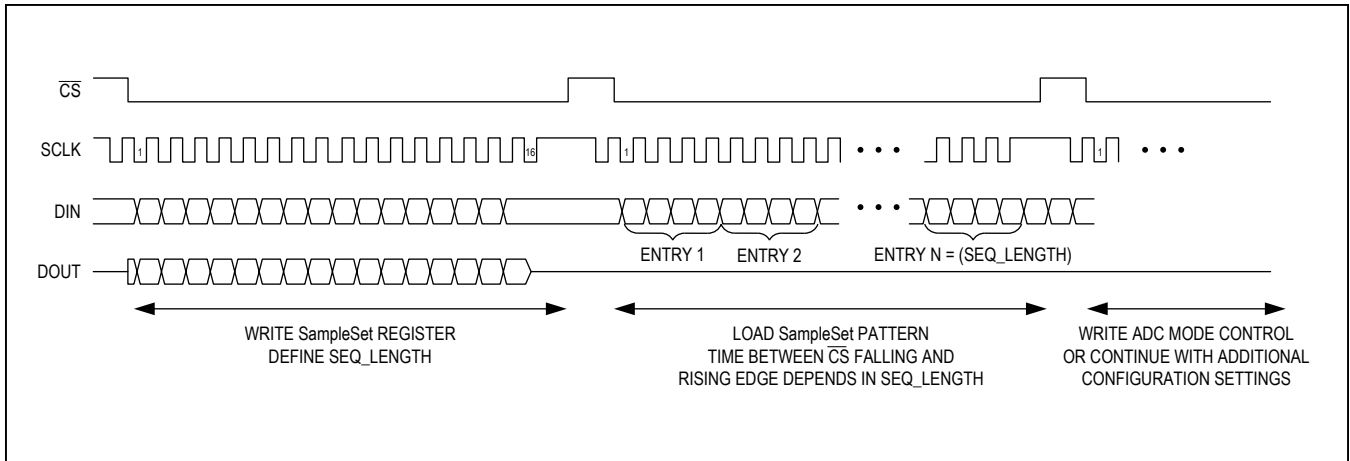 CS
SCLK 1 16 1 • • • 1 • • •
DIN • • •
ENTRY 1 ENTRY 2 ENTRY N = (SEQ_LENGTH)
DOUT
WRITE SampleSet REGISTER
DEFINE SEQ_LENGTH
LOAD SampleSet PATTERN
TIME BETWEEN CS FALLING AND
RISING EDGE DEPENDS IN SEQ_LENGTH
WRITE ADC MODE CONTROL
OR CONTINUE WITH ADDITIONAL
CONFIGURATION SETTINGS